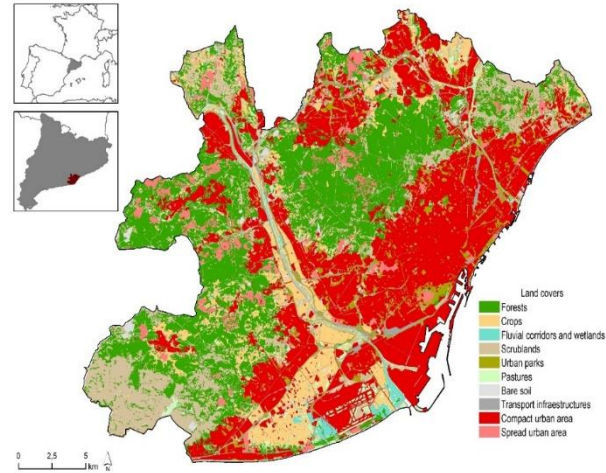 Land covers
Forests
Crops
Fluvial corridors and wetlands
Scrublands
Urban parks
Pastures
Bare soil
Transport infraestructures
Compact urban area
Spread urban area
0 2,5 5
km
N